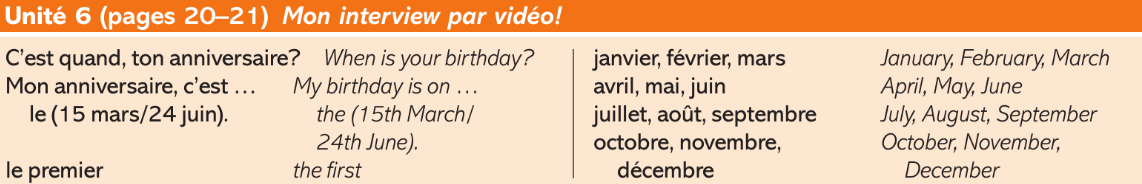 Unité 6 (pages 20–21) Mon interview par vidéo!
C'est quand, ton anniversaire? When is your birthday?
Mon anniversaire, c'est … My birthday is on …
le (15 mars/24 juin). the (15th March/
24th June).
le premier the first
janvier, février, mars January, February, March
avril, mai, juin April, May, June
juillet, août, septembre July, August, September
octobre, novembre, October, November,
décembre December